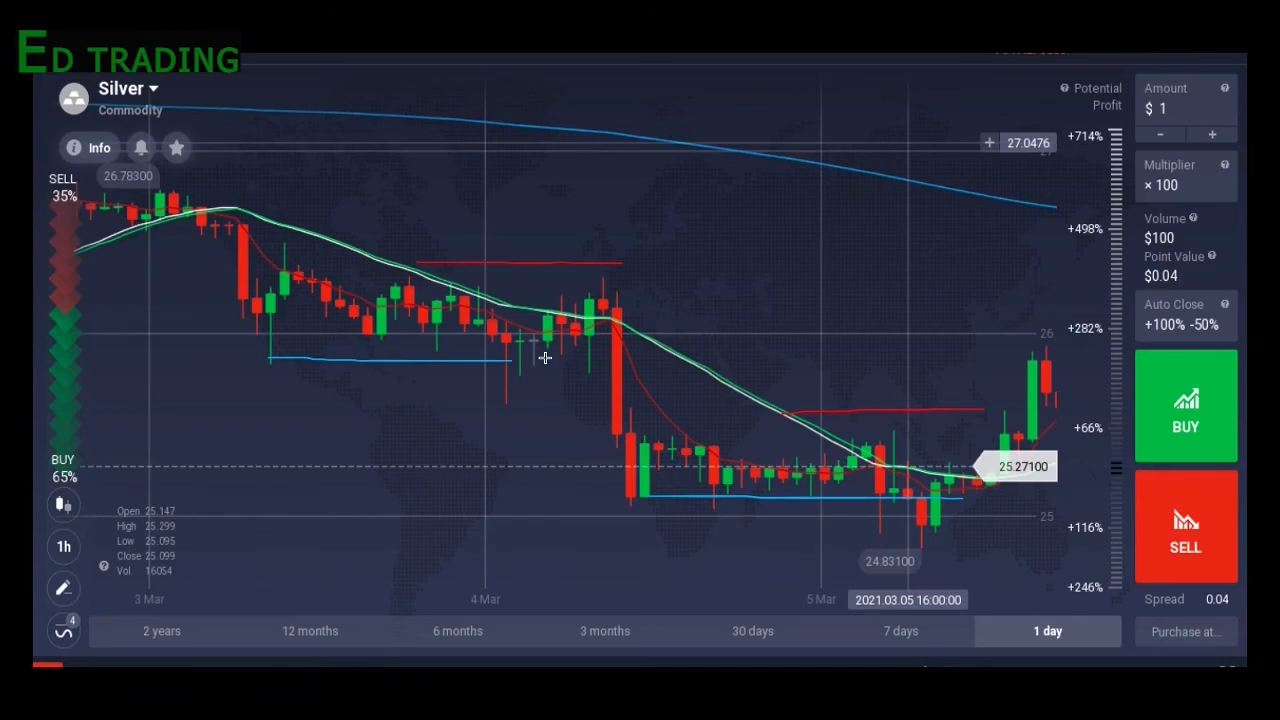 ED TRADING
Silver
Commodity
Info
SELL
35%
26.78300
BUY
65%
1h
4
Open 25.147
High 25.299
Low 25.095
Close 25.099
Vol. 16054
Potential
Profit
27.0476
26
25.27100
25
24.83100
+714%
+498%
+282%
+66%
+116%
+246%
3 Mar
4 Mar
5 Mar
2021.03.05 16:00:00
2 years
12 months
6 months
3 months
30 days
7 days
1 day
Amount
$ 1
-
+
Multiplier
× 100
Volume
$100
Point Value
$0.04
Auto Close
+100% -50%
BUY
SELL
Spread 0.04
Purchase at...